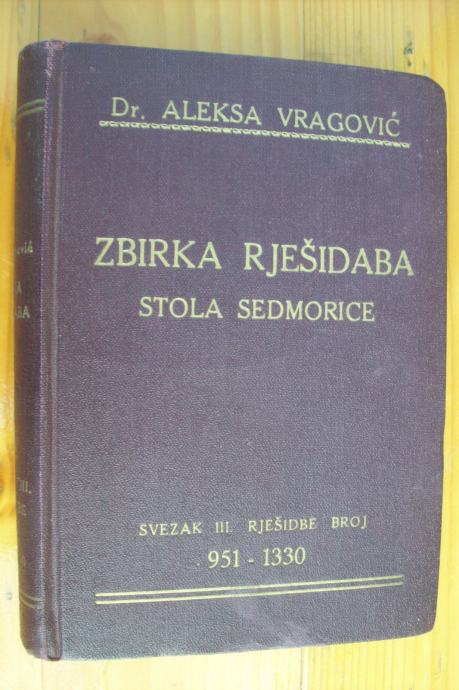 Dr. ALEKSA VRAGOVIĆ
ZBIRKA RJEŠIDABA
STOLA SEDMORICE
SVEZAK III. RJEŠIDBE BROJ
951 - 1330